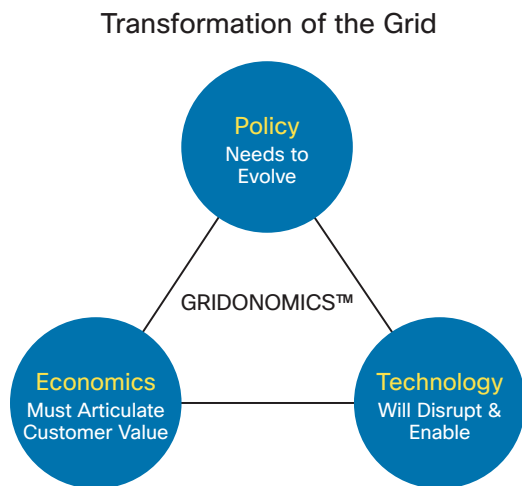 Transformation of the Grid
Policy
Needs to
Evolve
GRIDONOMICS™
Economics
Must Articulate
Customer Value
Technology
Will Disrupt &
Enable